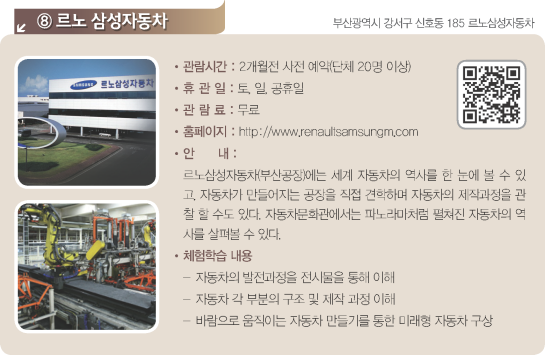 ⑧ 르노 삼성자동차
부산광역시 강서구 신호동 185 르노삼성자동차
SAMSUNG 르노삼성자동차
• 관람시간 : 2개월전 사전 예약(단체 20명 이상)
• 휴 관 일 : 토, 일, 공휴일
• 관 람 료 : 무료
• 홈페이지 : http://www.renaultsamsungm.com
• 안 내 :
르노삼성자동차(부산공장)에는 세계 자동차의 역사를 한 눈에 볼 수 있
고, 자동차가 만들어지는 공장을 직접 견학하며 자동차의 제작과정을 관
찰 할 수도 있다. 자동차문화관에서는 파노라마처럼 펼쳐진 자동차의 역
사를 살펴볼 수 있다.
• 체험학습 내용
– 자동차의 발전과정을 전시물을 통해 이해
– 자동차 각 부분의 구조 및 제작 과정 이해
– 바람으로 움직이는 자동차 만들기를 통한 미래형 자동차 구상